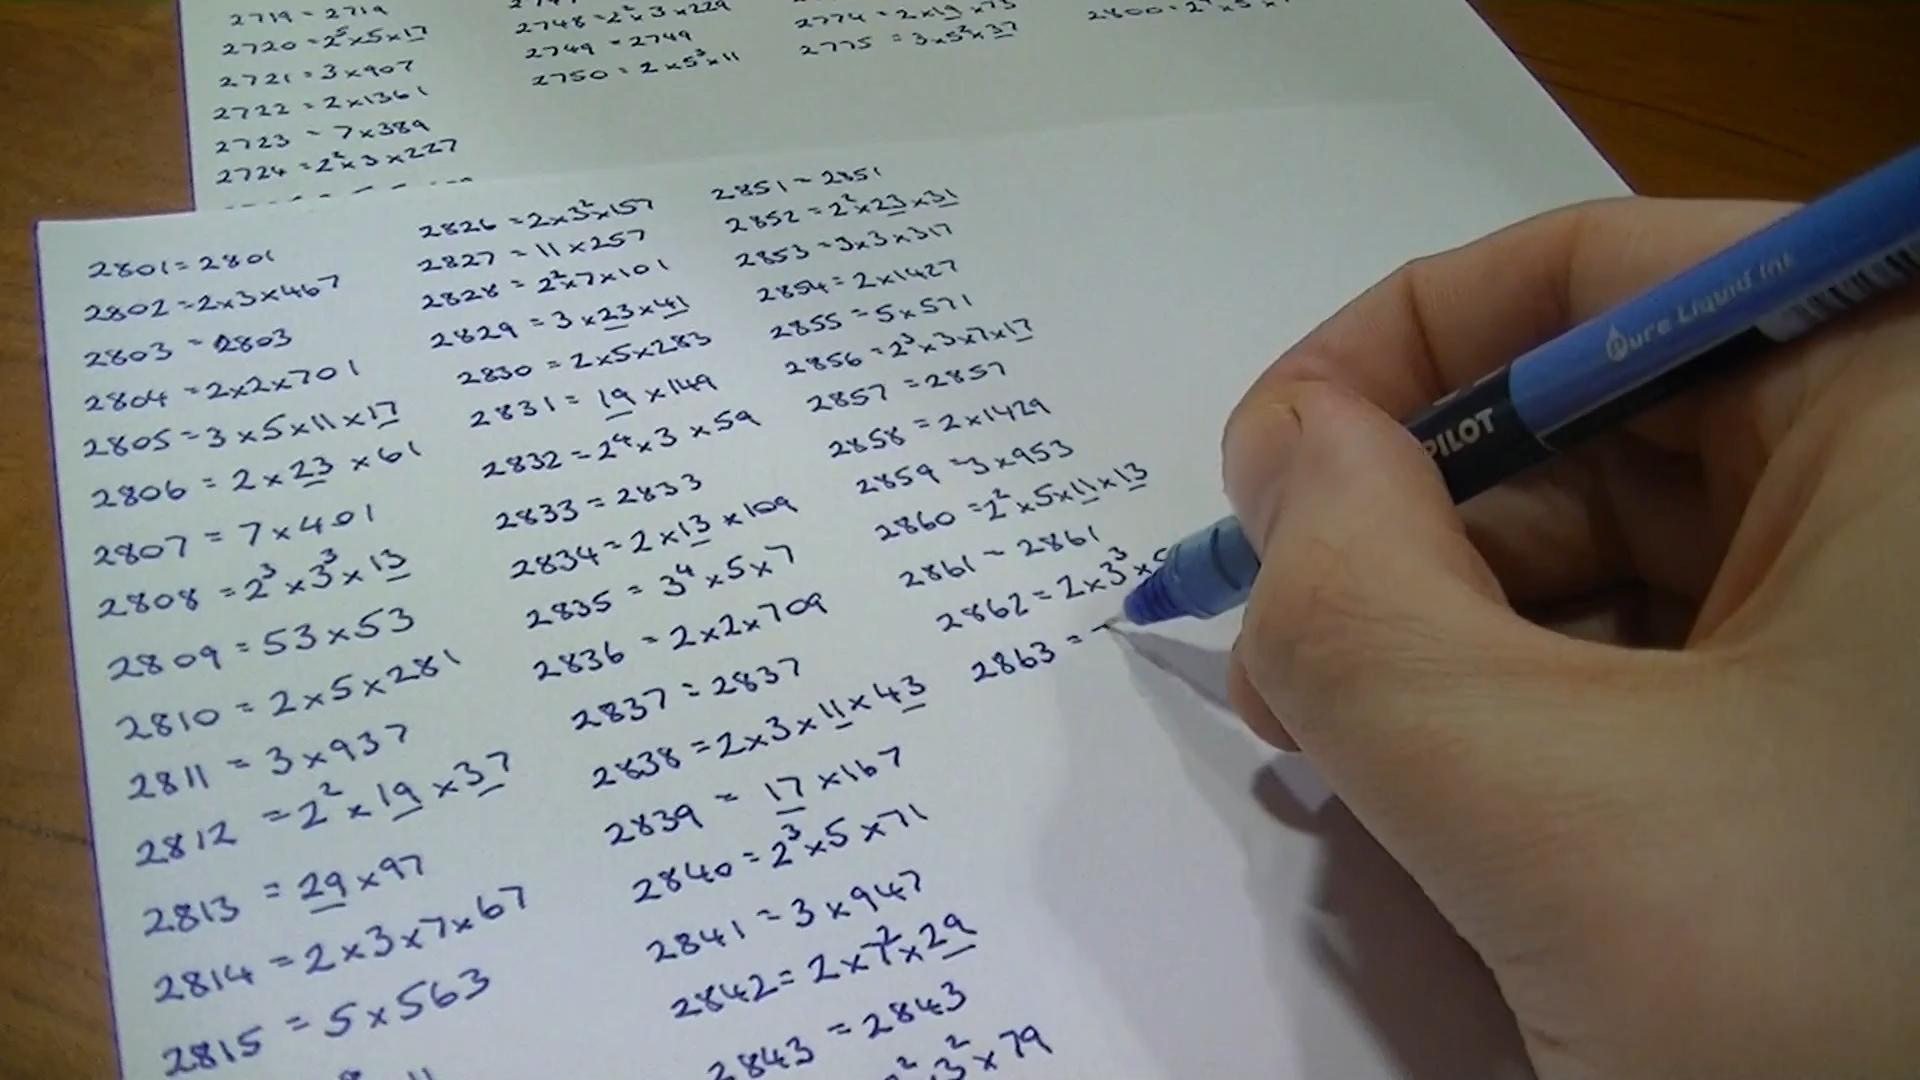 2719 = 2719
2720 = 2⁵×5×17
2721 = 3×907
2722 = 2×1361
2723 = 7×389
2724 = 2²×3×227
2748 = 2²×3×229
2749 = 2749
2750 = 2×5³×11
2774 = 2×19×73
2775 = 3×5²×37
2801 = 2801
2802 = 2×3×467
2803 = 2803
2804 = 2×2×701
2805 = 3×5×11×17
2806 = 2×23×61
2807 = 7×401
2808 = 2³×3³×13
2809 = 53×53
2810 = 2×5×281
2811 = 3×937
2812 = 2²×19×37
2813 = 29×97
2814 = 2×3×7×67
2815 = 5×563
2826 = 2×3²×157
2827 = 11×257
2828 = 2²×7×101
2829 = 3×23×41
2830 = 2×5×283
2831 = 19×149
2832 = 2⁴×3×59
2833 = 2833
2834 = 2×13×109
2835 = 3⁴×5×7
2836 = 2×2×709
2837 = 2837
2838 = 2×3×11×43
2839 = 17×167
2840 = 2³×5×71
2841 = 3×947
2842 = 2×7²×29
2843 = 2843
×3²×79
2851 = 2851
2852 = 2²×23×31
2853 = 3×3×317
2854 = 2×1427
2855 = 5×571
2856 = 2³×3×7×17
2857 = 2857
2858 = 2×1429
2859 = 3×953
2860 = 2²×5×11×13
2861 = 2861
2862 = 2×3³×
2863 =
PILOT
Pure Liquid Ink